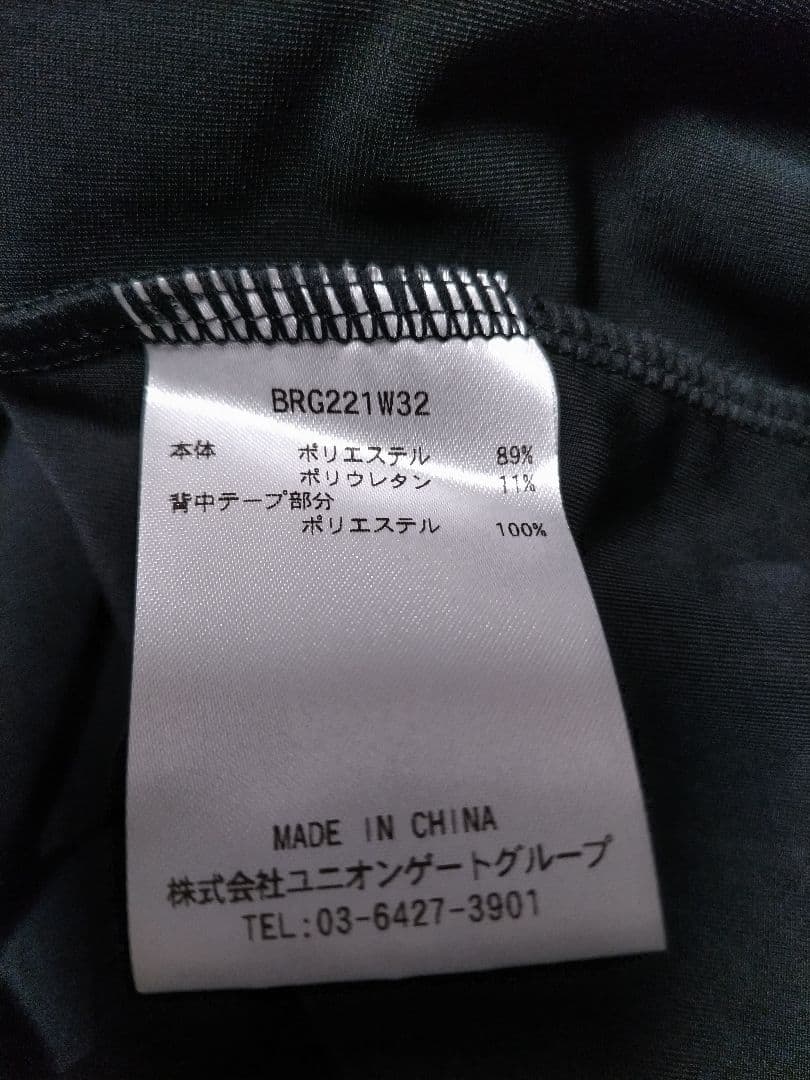 BRG221W32
本体 ポリエステル 89%
ポリウレタン 11%
背中テープ部分
ポリエステル 100%
MADE IN CHINA
株式会社ユニオンゲートグループ
TEL:03-6427-3901